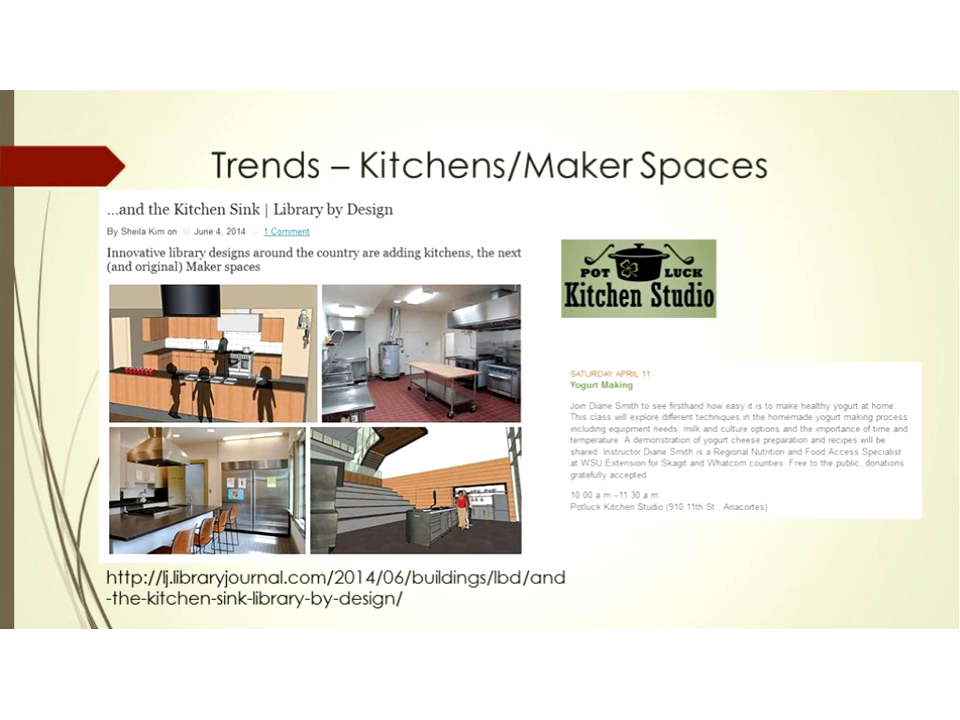 Trends – Kitchens/Maker Spaces
...and the Kitchen Sink | Library by Design
By Sheila Kim on June 4, 2014 1 Comment
Innovative library designs around the country are adding kitchens, the next
(and original) Maker spaces
POT LUCK
Kitchen Studio
SATURDAY APRIL 11
Yogurt Making
Join Diane Smith to see firsthand how easy it is to make healthy yogurt at home
This class will explore different techniques in the homemade yogurt making process
including equipment needs, milk and culture options and the importance of time and
temperature A demonstration of yogurt cheese preparation and recipes will be
shared Instructor Diane Smith is a Regional Nutrition and Food Access Specialist
at WSU Extension for Skagit and Whatcom counties Free to the public, donations
gratefully accepted
10 00 a m –11 30 a m
Potluck Kitchen Studio (910 11th St , Anacortes)
http://lj.libraryjournal.com/2014/06/buildings/lbd/and
-the-kitchen-sink-library-by-design/